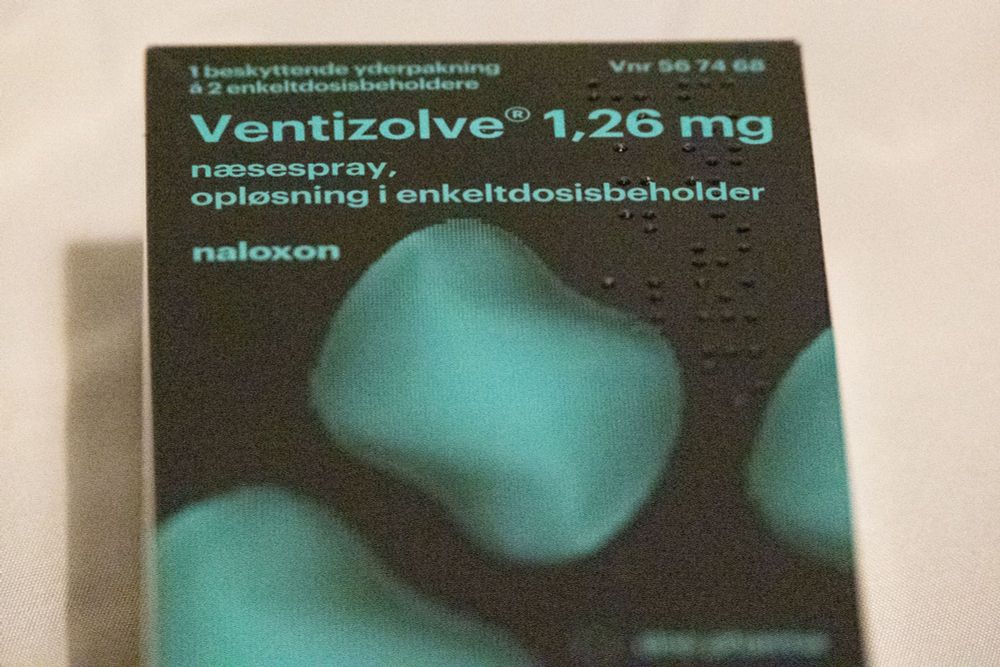 1 beskyttende yderpakning
Vnr 56 74 68
à 2 enkeltdosisbeholdere
Ventizolve® 1,26 mg
næsespray,
opløsning i enkeltdosisbeholder
naloxon